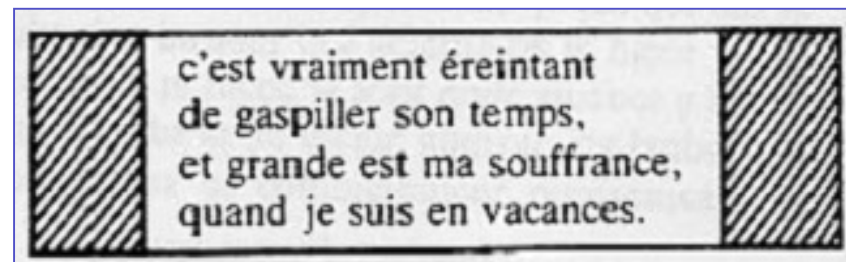 c'est vraiment éreintant
de gaspiller son temps,
et grande est ma souffrance,
quand je suis en vacances.